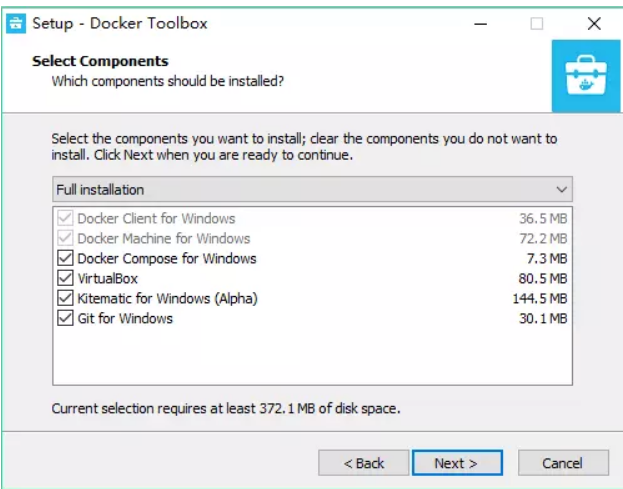 Setup - Docker Toolbox
Select Components
Which components should be installed?
Select the components you want to install; clear the components you do not want to
install. Click Next when you are ready to continue.
Full installation
Docker Client for Windows 36.5 MB
Docker Machine for Windows 72.2 MB
Docker Compose for Windows 7.3 MB
VirtualBox 80.5 MB
Kitematic for Windows (Alpha) 144.5 MB
Git for Windows 30.1 MB
Current selection requires at least 372.1 MB of disk space.
< Back Next > Cancel